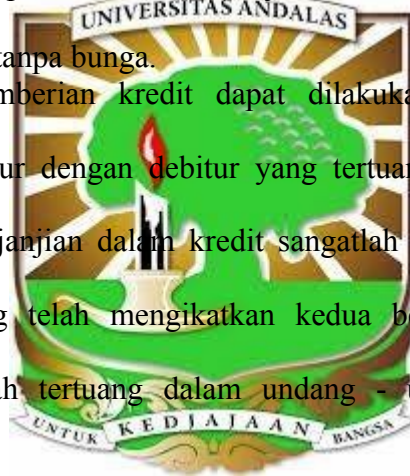 UNIVERSITAS ANDALAS
tanpa bunga.
mberian kredit dapat dilakuka
ur dengan debitur yang tertuan
janjian dalam kredit sangatlah
g telah mengikatkan kedua be
ah tertuang dalam undang - u
UNTUK KEDJAJAAN BANGSA